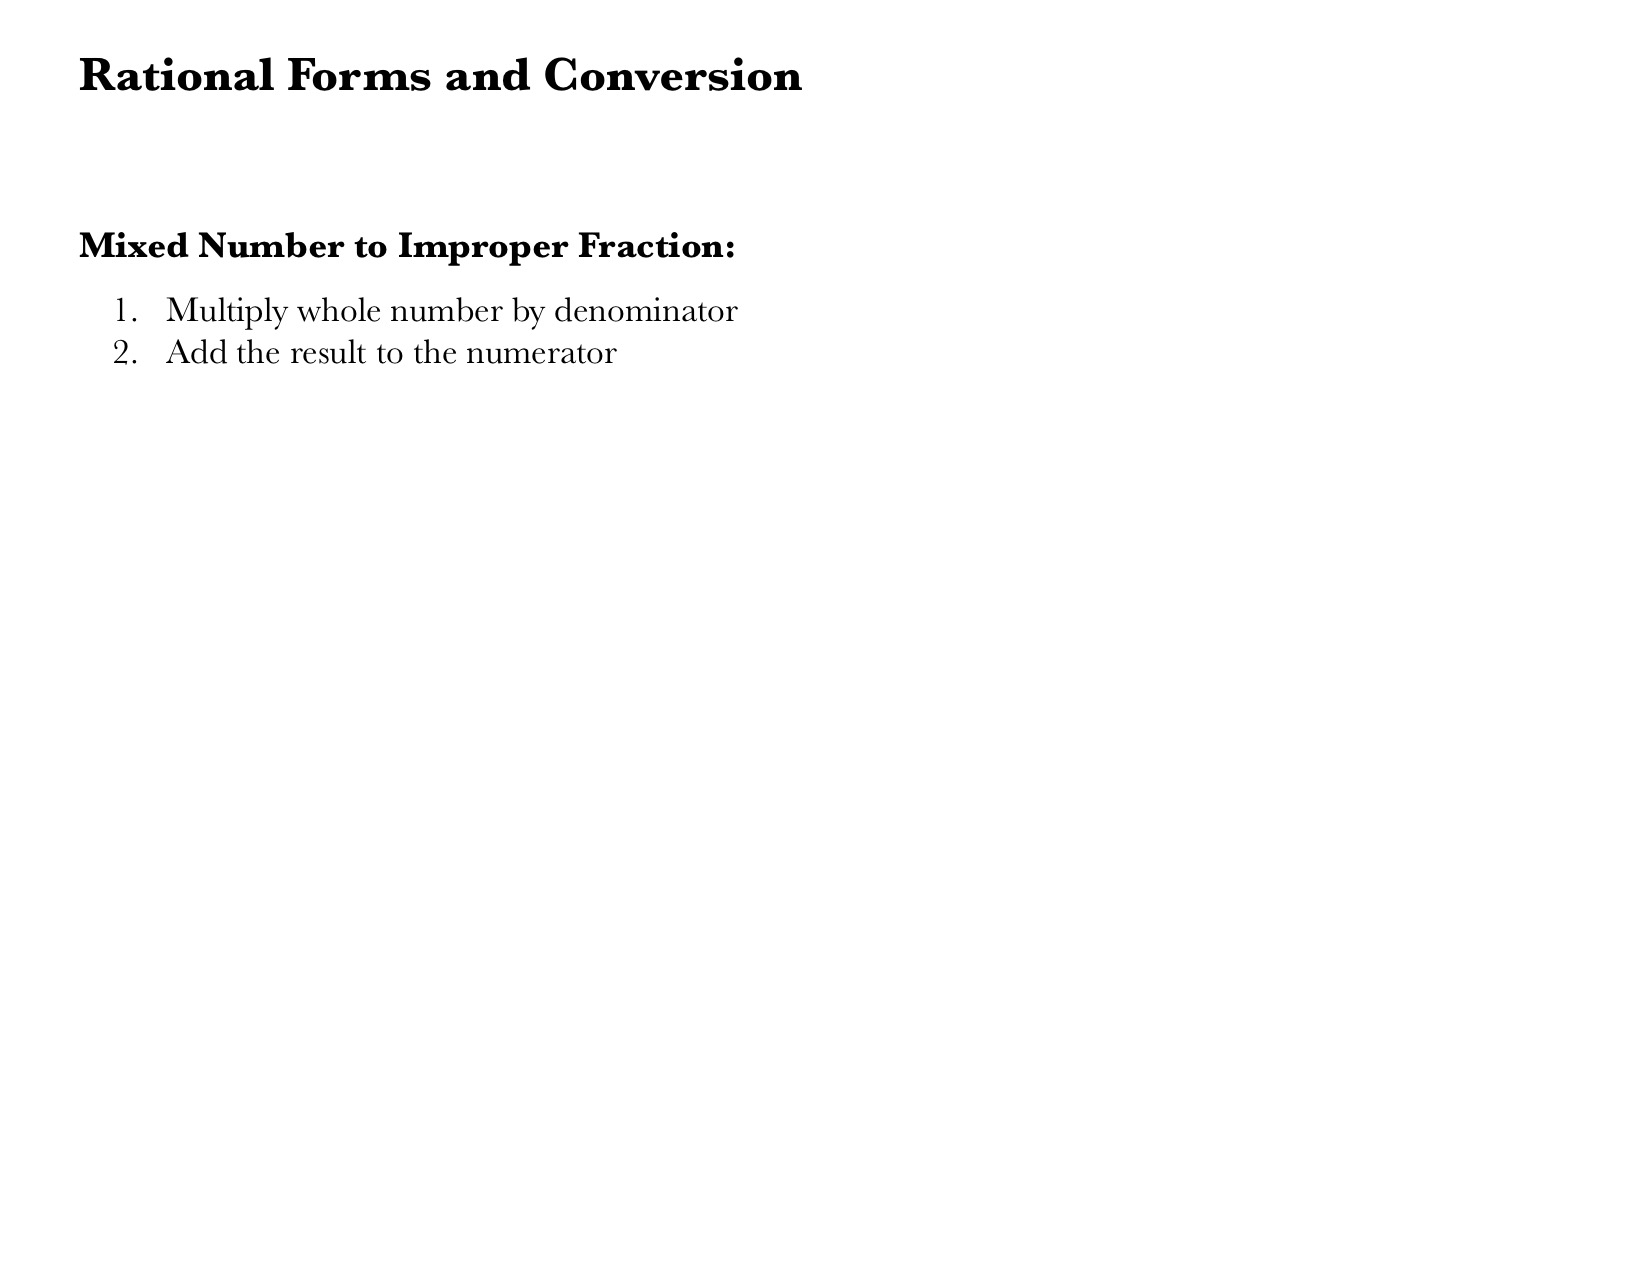 Rational Forms and Conversion
Mixed Number to Improper Fraction:
1. Multiply whole number by denominator
2. Add the result to the numerator